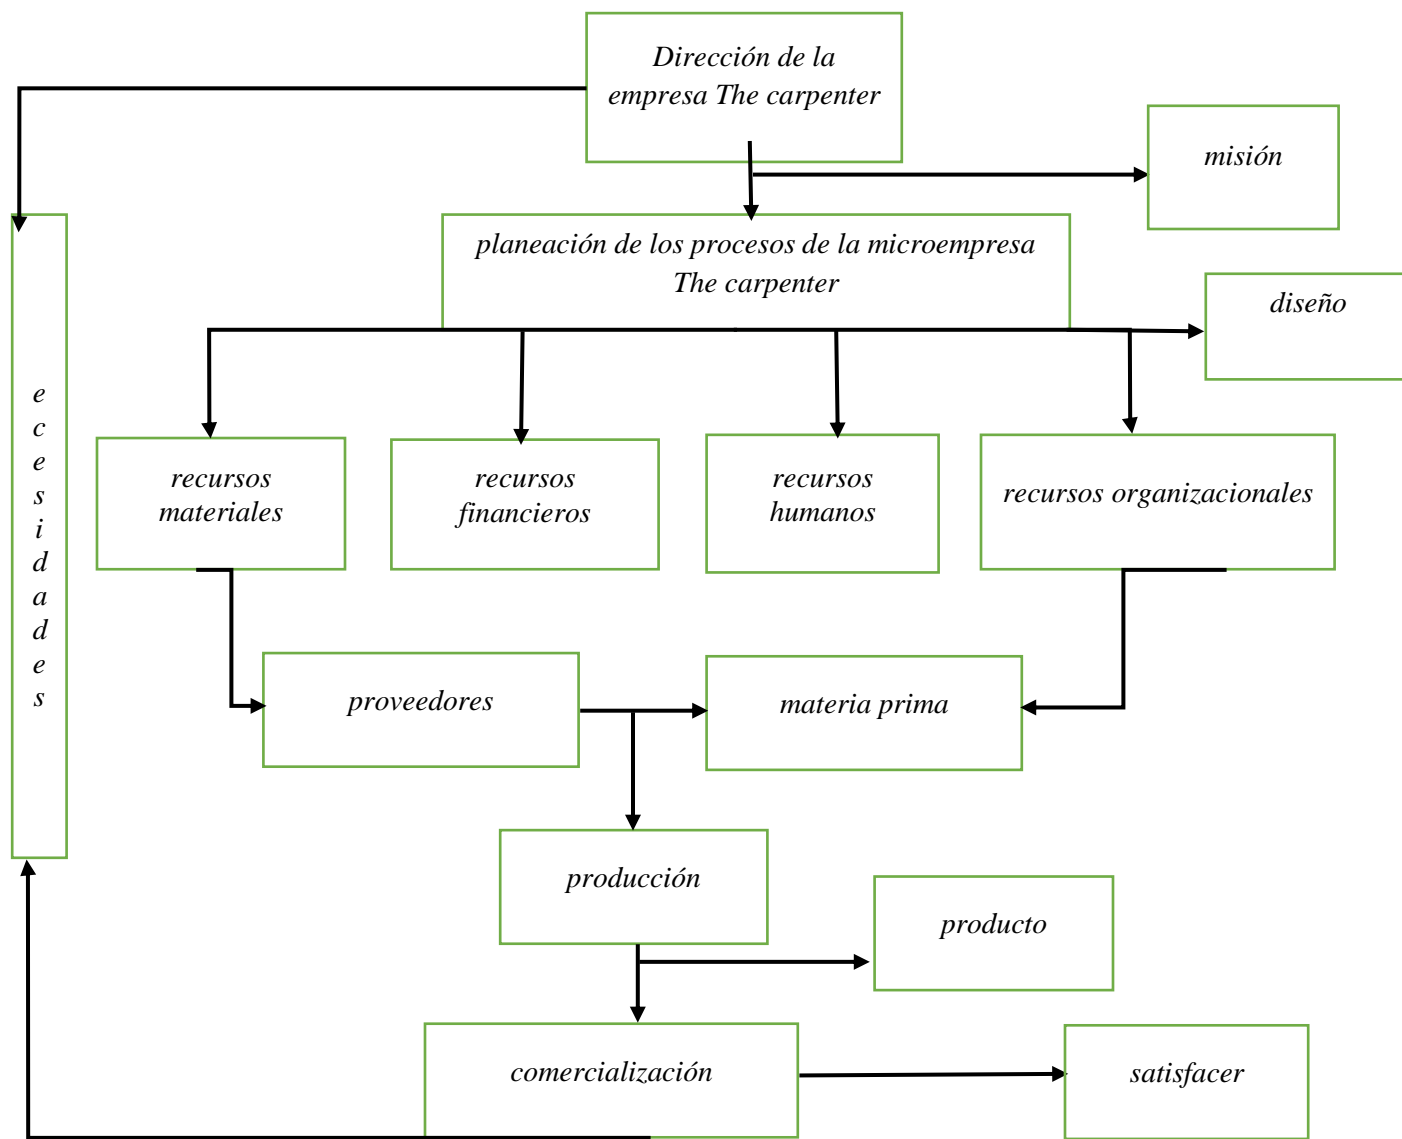 Dirección de la
empresa The carpenter
misión
planeación de los procesos de la microempresa
The carpenter
diseño
e
c
e
s
i
d
a
d
e
s
recursos
materiales
recursos
financieros
recursos
humanos
recursos organizacionales
proveedores
materia prima
producción
producto
comercialización
satisfacer